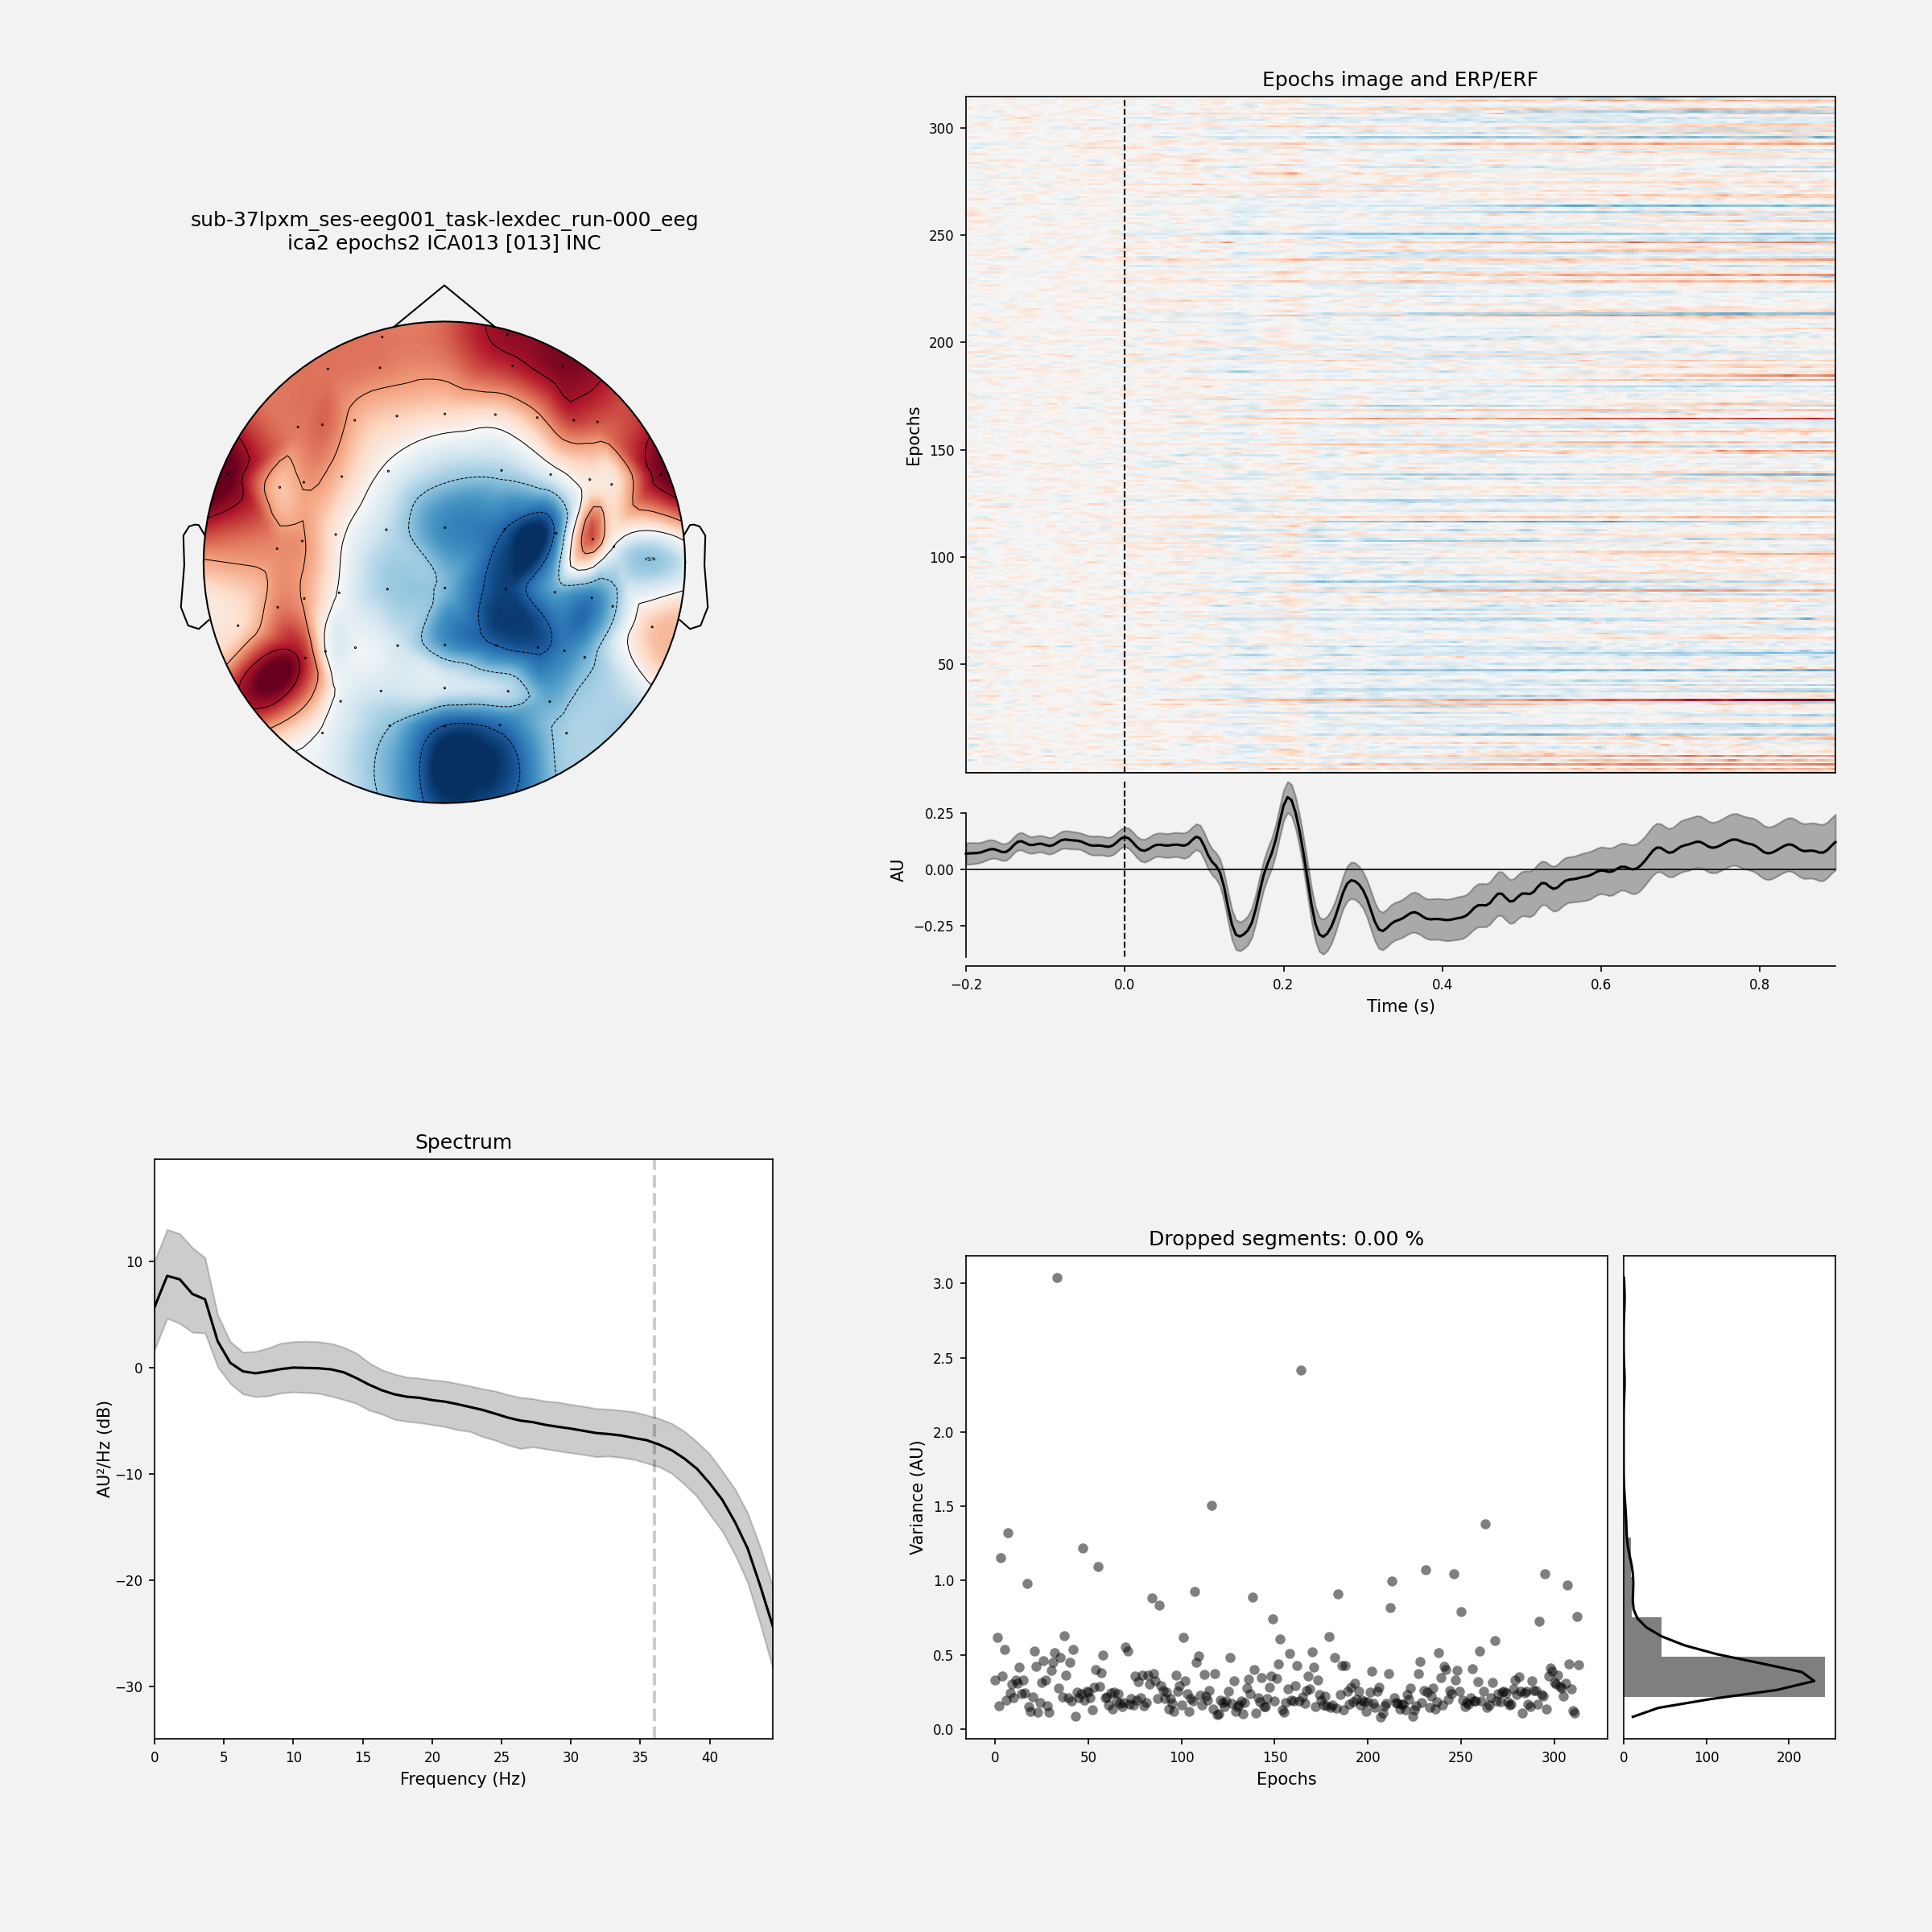 sub-37lpxm_ses-eeg001_task-lexdec_run-000_eeg
ica2 epochs2 ICA013 [013] INC
Epochs image and ERP/ERF
300
250
200
150
100
50
Epochs
0.25
0.00
−0.25
AU
−0.2 0.0 0.2 0.4 0.6 0.8
Time (s)
Spectrum
10
0
−10
−20
−30
AU²/Hz (dB)
0 5 10 15 20 25 30 35 40
Frequency (Hz)
Dropped segments: 0.00 %
3.0
2.5
2.0
1.5
1.0
0.5
0.0
Variance (AU)
0 50 100 150 200 250 300
Epochs
0 100 200